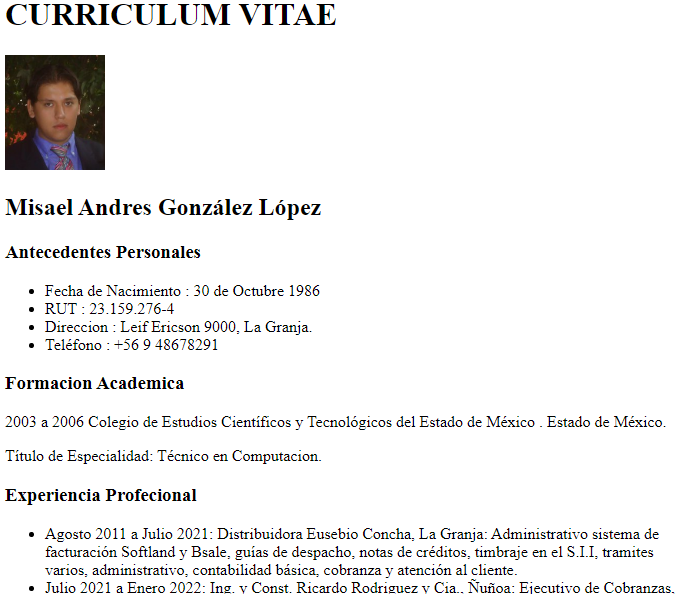 CURRICULUM VITAE
Misael Andres González López
Antecedentes Personales
Fecha de Nacimiento : 30 de Octubre 1986
RUT : 23.159.276-4
Direccion : Leif Ericson 9000, La Granja.
Teléfono : +56 9 48678291
Formacion Academica
2003 a 2006 Colegio de Estudios Científicos y Tecnológicos del Estado de México . Estado de México.
Título de Especialidad: Técnico en Computacion.
Experiencia Profecional
Agosto 2011 a Julio 2021: Distribuidora Eusebio Concha, La Granja: Administrativo sistema de
facturación Softland y Bsale, guías de despacho, notas de créditos, timbraje en el S.I.I, tramites
varios, administrativo, contabilidad básica, cobranza y atención al cliente.
Julio 2021 a Enero 2022: Ing. y Const. Ricardo Rodriguez y Cia., Ñuñoa: Ejecutivo de Cobranzas,